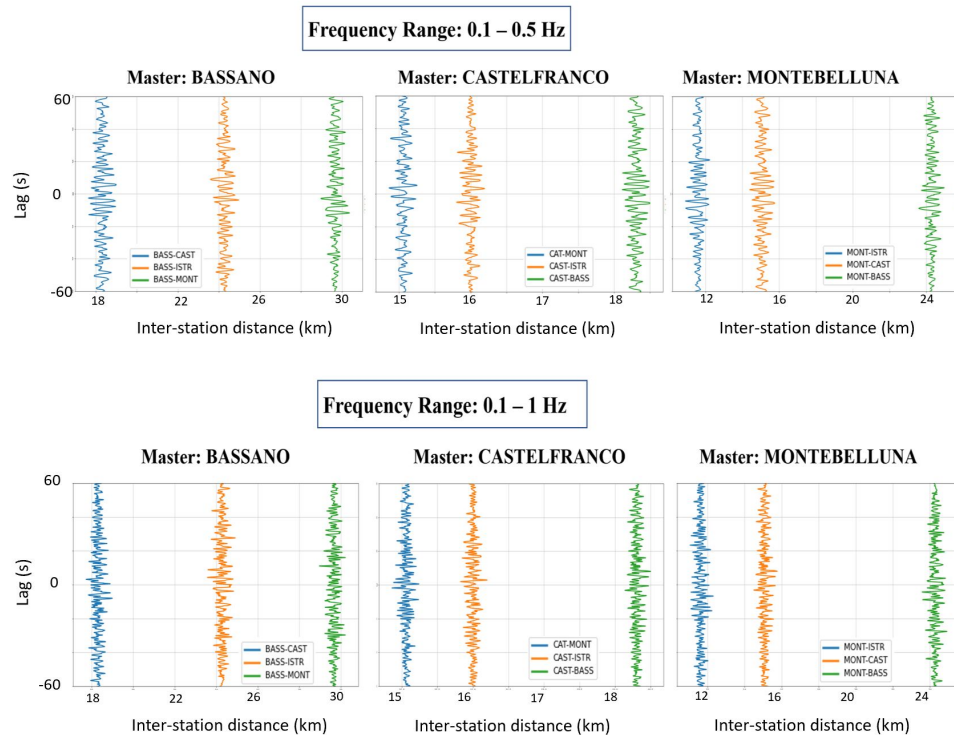 Frequency Range: 0.1 – 0.5 Hz
Master: BASSANO
Master: CASTELFRANCO
Master: MONTEBELLUNA
60
0
-60
Lag (s)
BASS-CAST
BASS-ISTR
BASS-MONT
18 22 26 30
Inter-station distance (km)
CAT-MONT
CAST-ISTR
CAST-BASS
15 16 17 18
Inter-station distance (km)
MONT-ISTR
MONT-CAST
MONT-BASS
12 16 20 24
Inter-station distance (km)
Frequency Range: 0.1 – 1 Hz
Master: BASSANO
Master: CASTELFRANCO
Master: MONTEBELLUNA
60
0
-60
Lag (s)
BASS-CAST
BASS-ISTR
BASS-MONT
18 22 26 30
Inter-station distance (km)
CAT-MONT
CAST-ISTR
CAST-BASS
15 16 17 18
Inter-station distance (km)
MONT-ISTR
MONT-CAST
MONT-BASS
12 16 20 24
Inter-station distance (km)